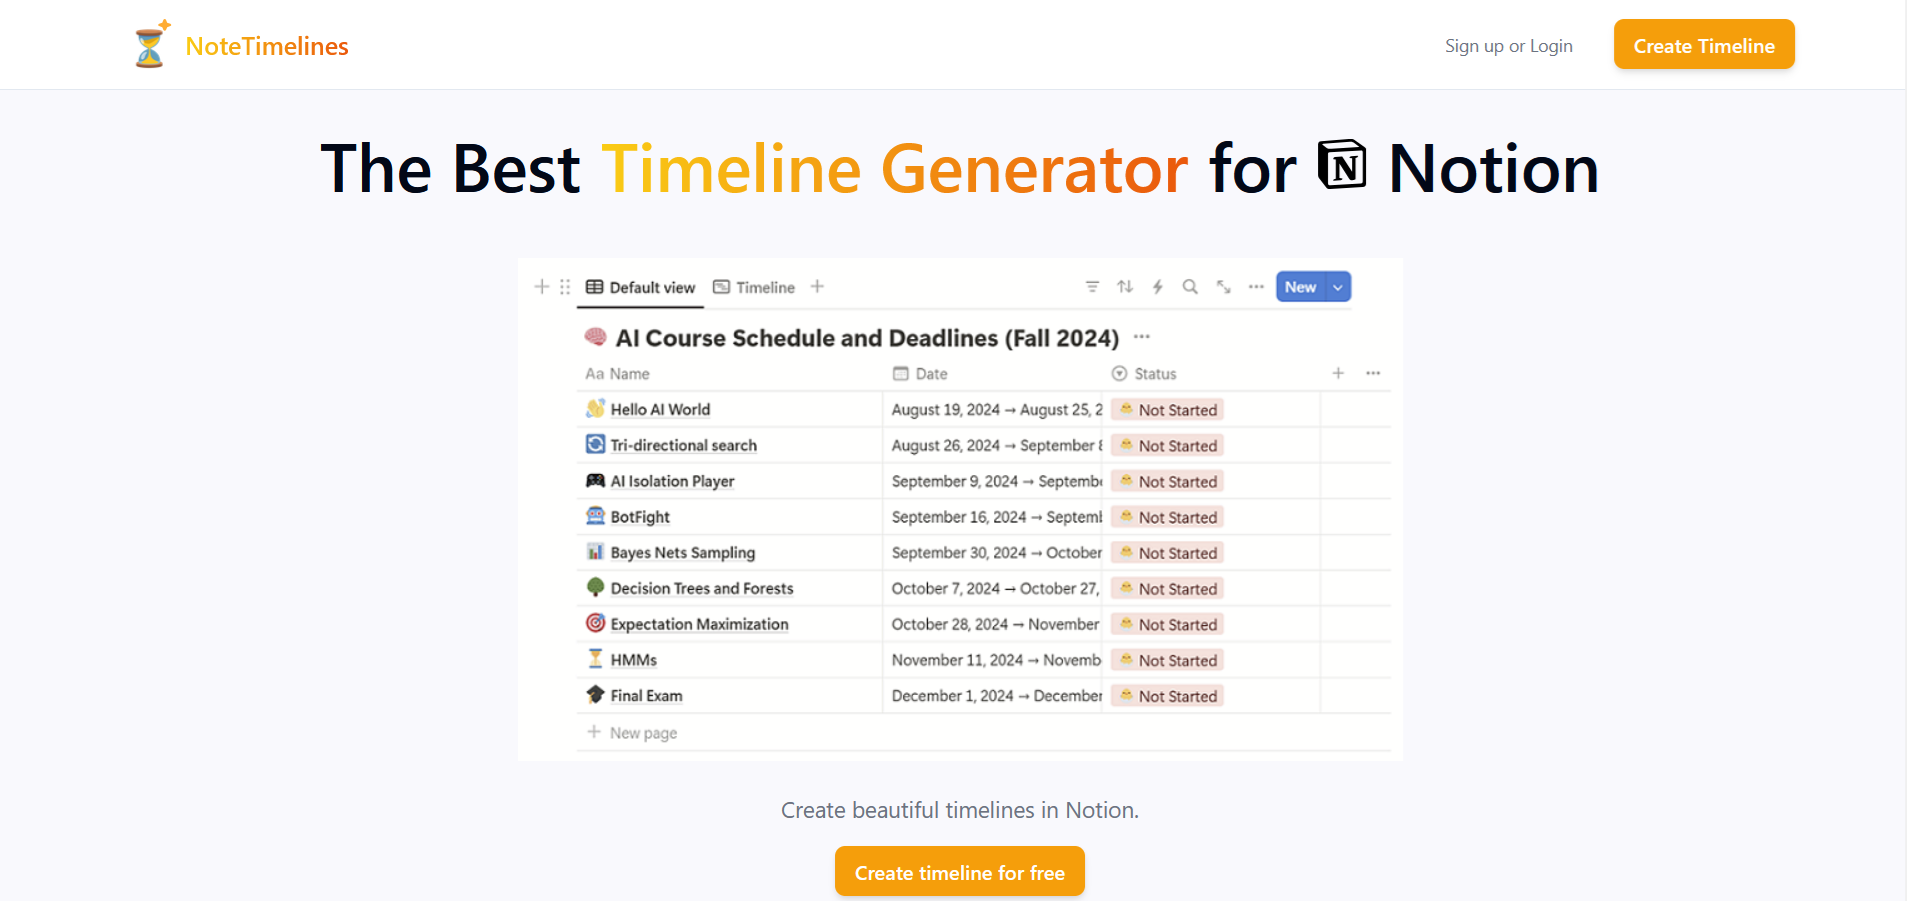 NoteTimelines
Sign up or Login
Create Timeline
The Best Timeline Generator for Notion
Default view Timeline
New
AI Course Schedule and Deadlines (Fall 2024)
Aa Name Date Status
Hello AI World August 19, 2024 → August 25, 2 Not Started
Tri-directional search August 26, 2024 → September 8 Not Started
AI Isolation Player September 9, 2024 → Septembe Not Started
BotFight September 16, 2024 → Septemb Not Started
Bayes Nets Sampling September 30, 2024 → October Not Started
Decision Trees and Forests October 7, 2024 → October 27, Not Started
Expectation Maximization October 28, 2024 → November Not Started
HMMs November 11, 2024 → Novemb Not Started
Final Exam December 1, 2024 → December Not Started
New page
Create beautiful timelines in Notion.
Create timeline for free